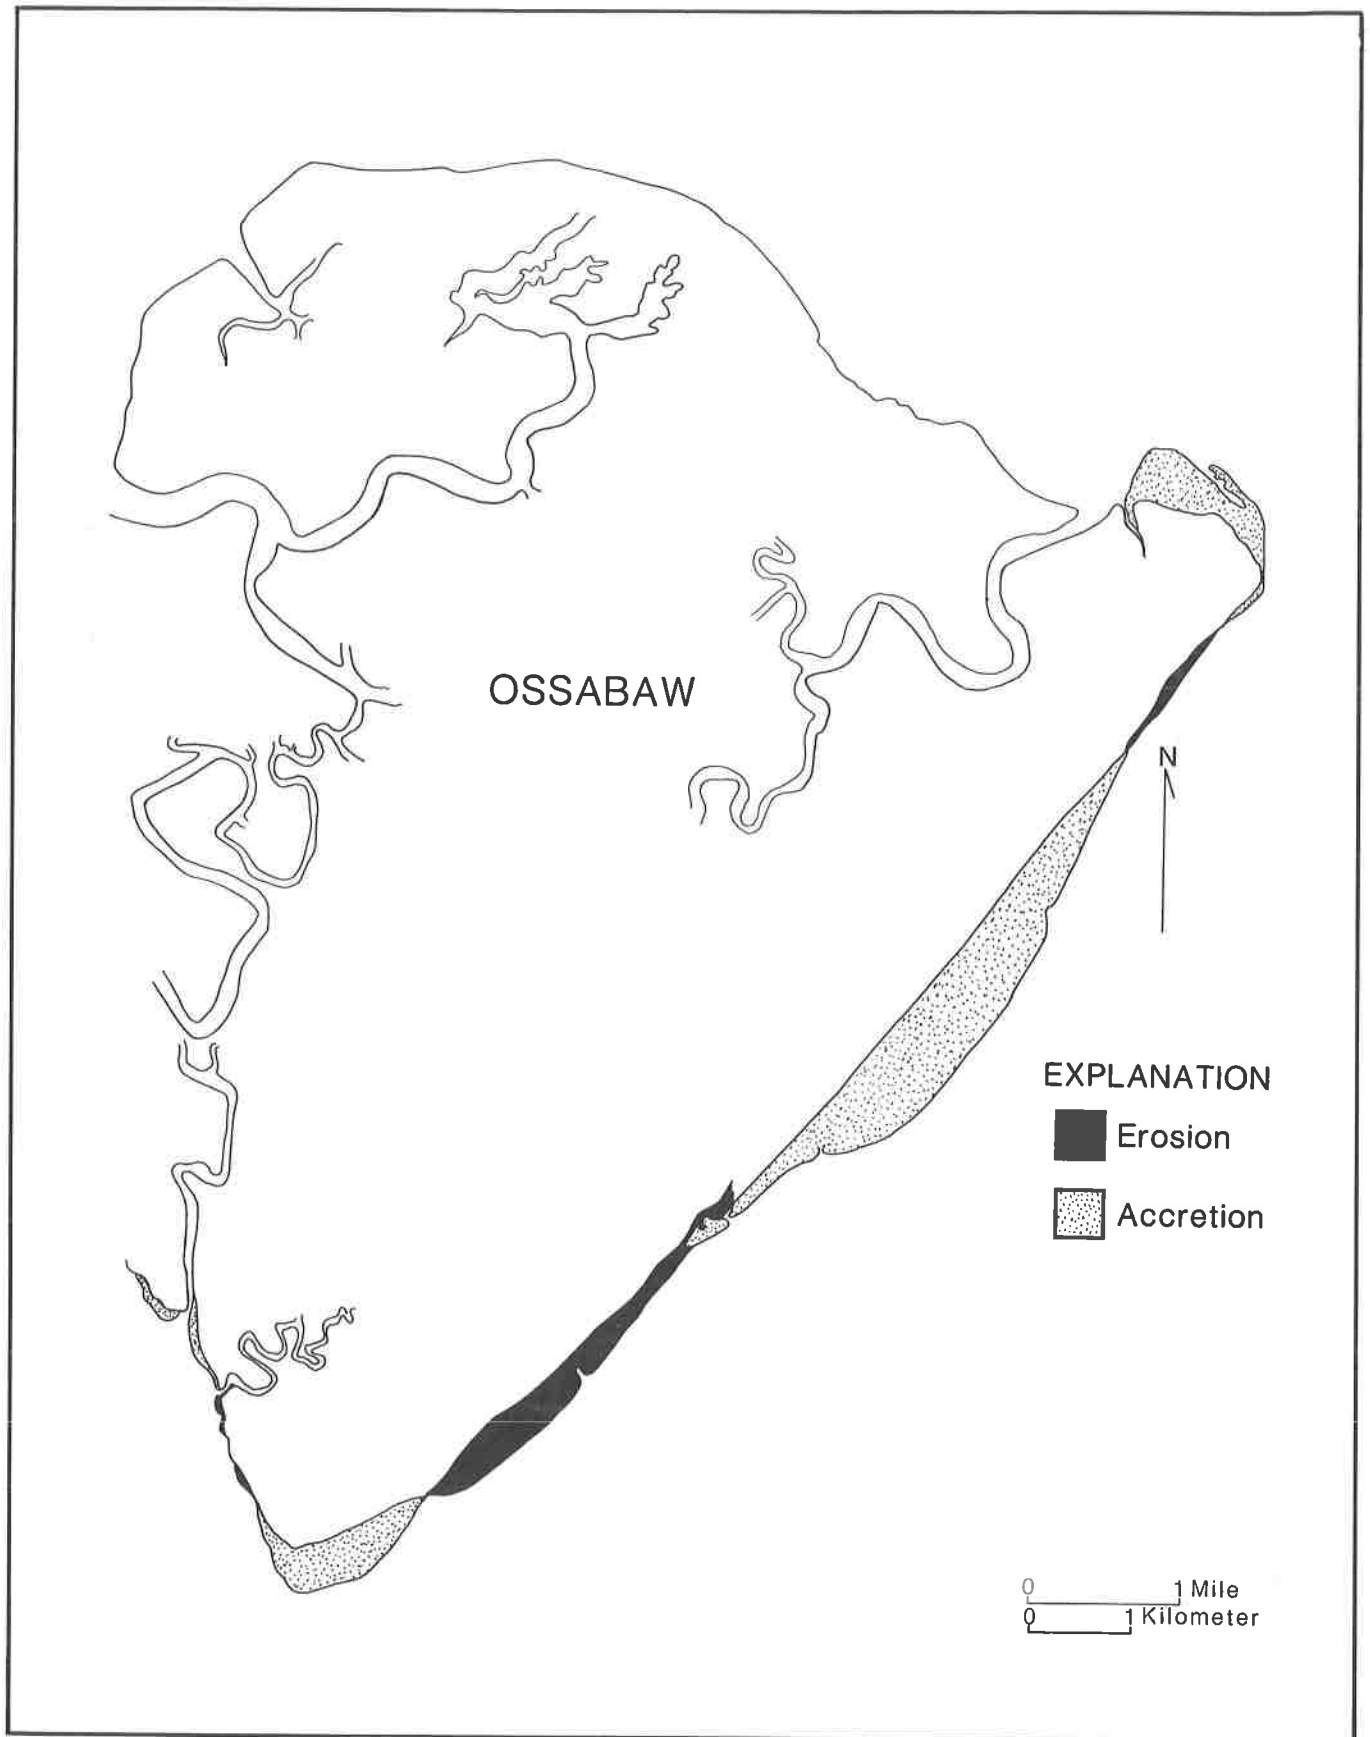 OSSABAW
N
EXPLANATION
Erosion
Accretion
0 1 Mile
0 1 Kilometer